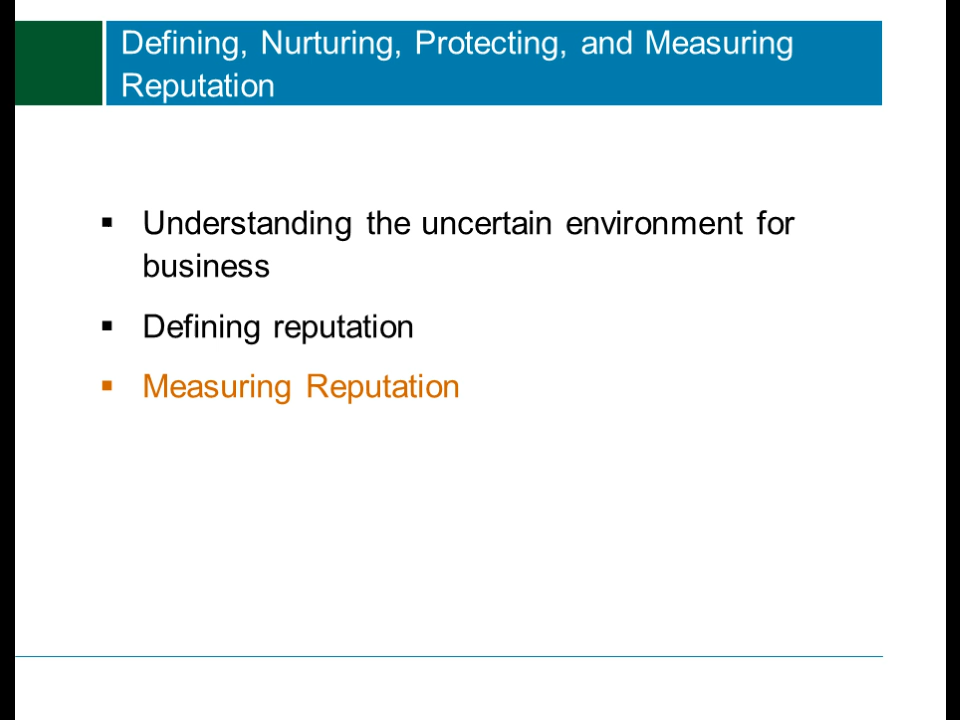 Defining, Nurturing, Protecting, and Measuring
Reputation
▪ Understanding the uncertain environment for
business
▪ Defining reputation
▪ Measuring Reputation